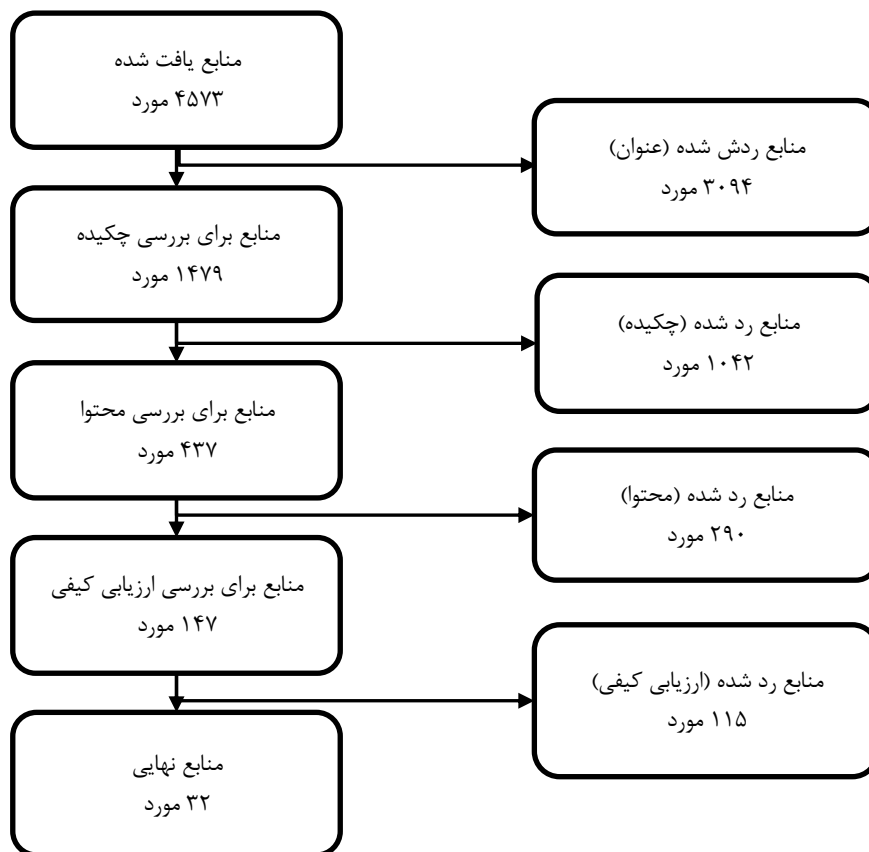 منابع یافت شده
۴۵۷۳ مورد
منابع ردش شده (عنوان)
۳۰۹۴ مورد
منابع برای بررسی چکیده
۱۴۷۹ مورد
منابع رد شده (چکیده)
۱۰۴۲ مورد
منابع برای بررسی محتوا
۴۳۷ مورد
منابع رد شده (محتوا)
۲۹۰ مورد
منابع برای بررسی ارزیابی کیفی
۱۴۷ مورد
منابع رد شده (ارزیابی کیفی)
۱۱۵ مورد
منابع نهایی
۳۲ مورد